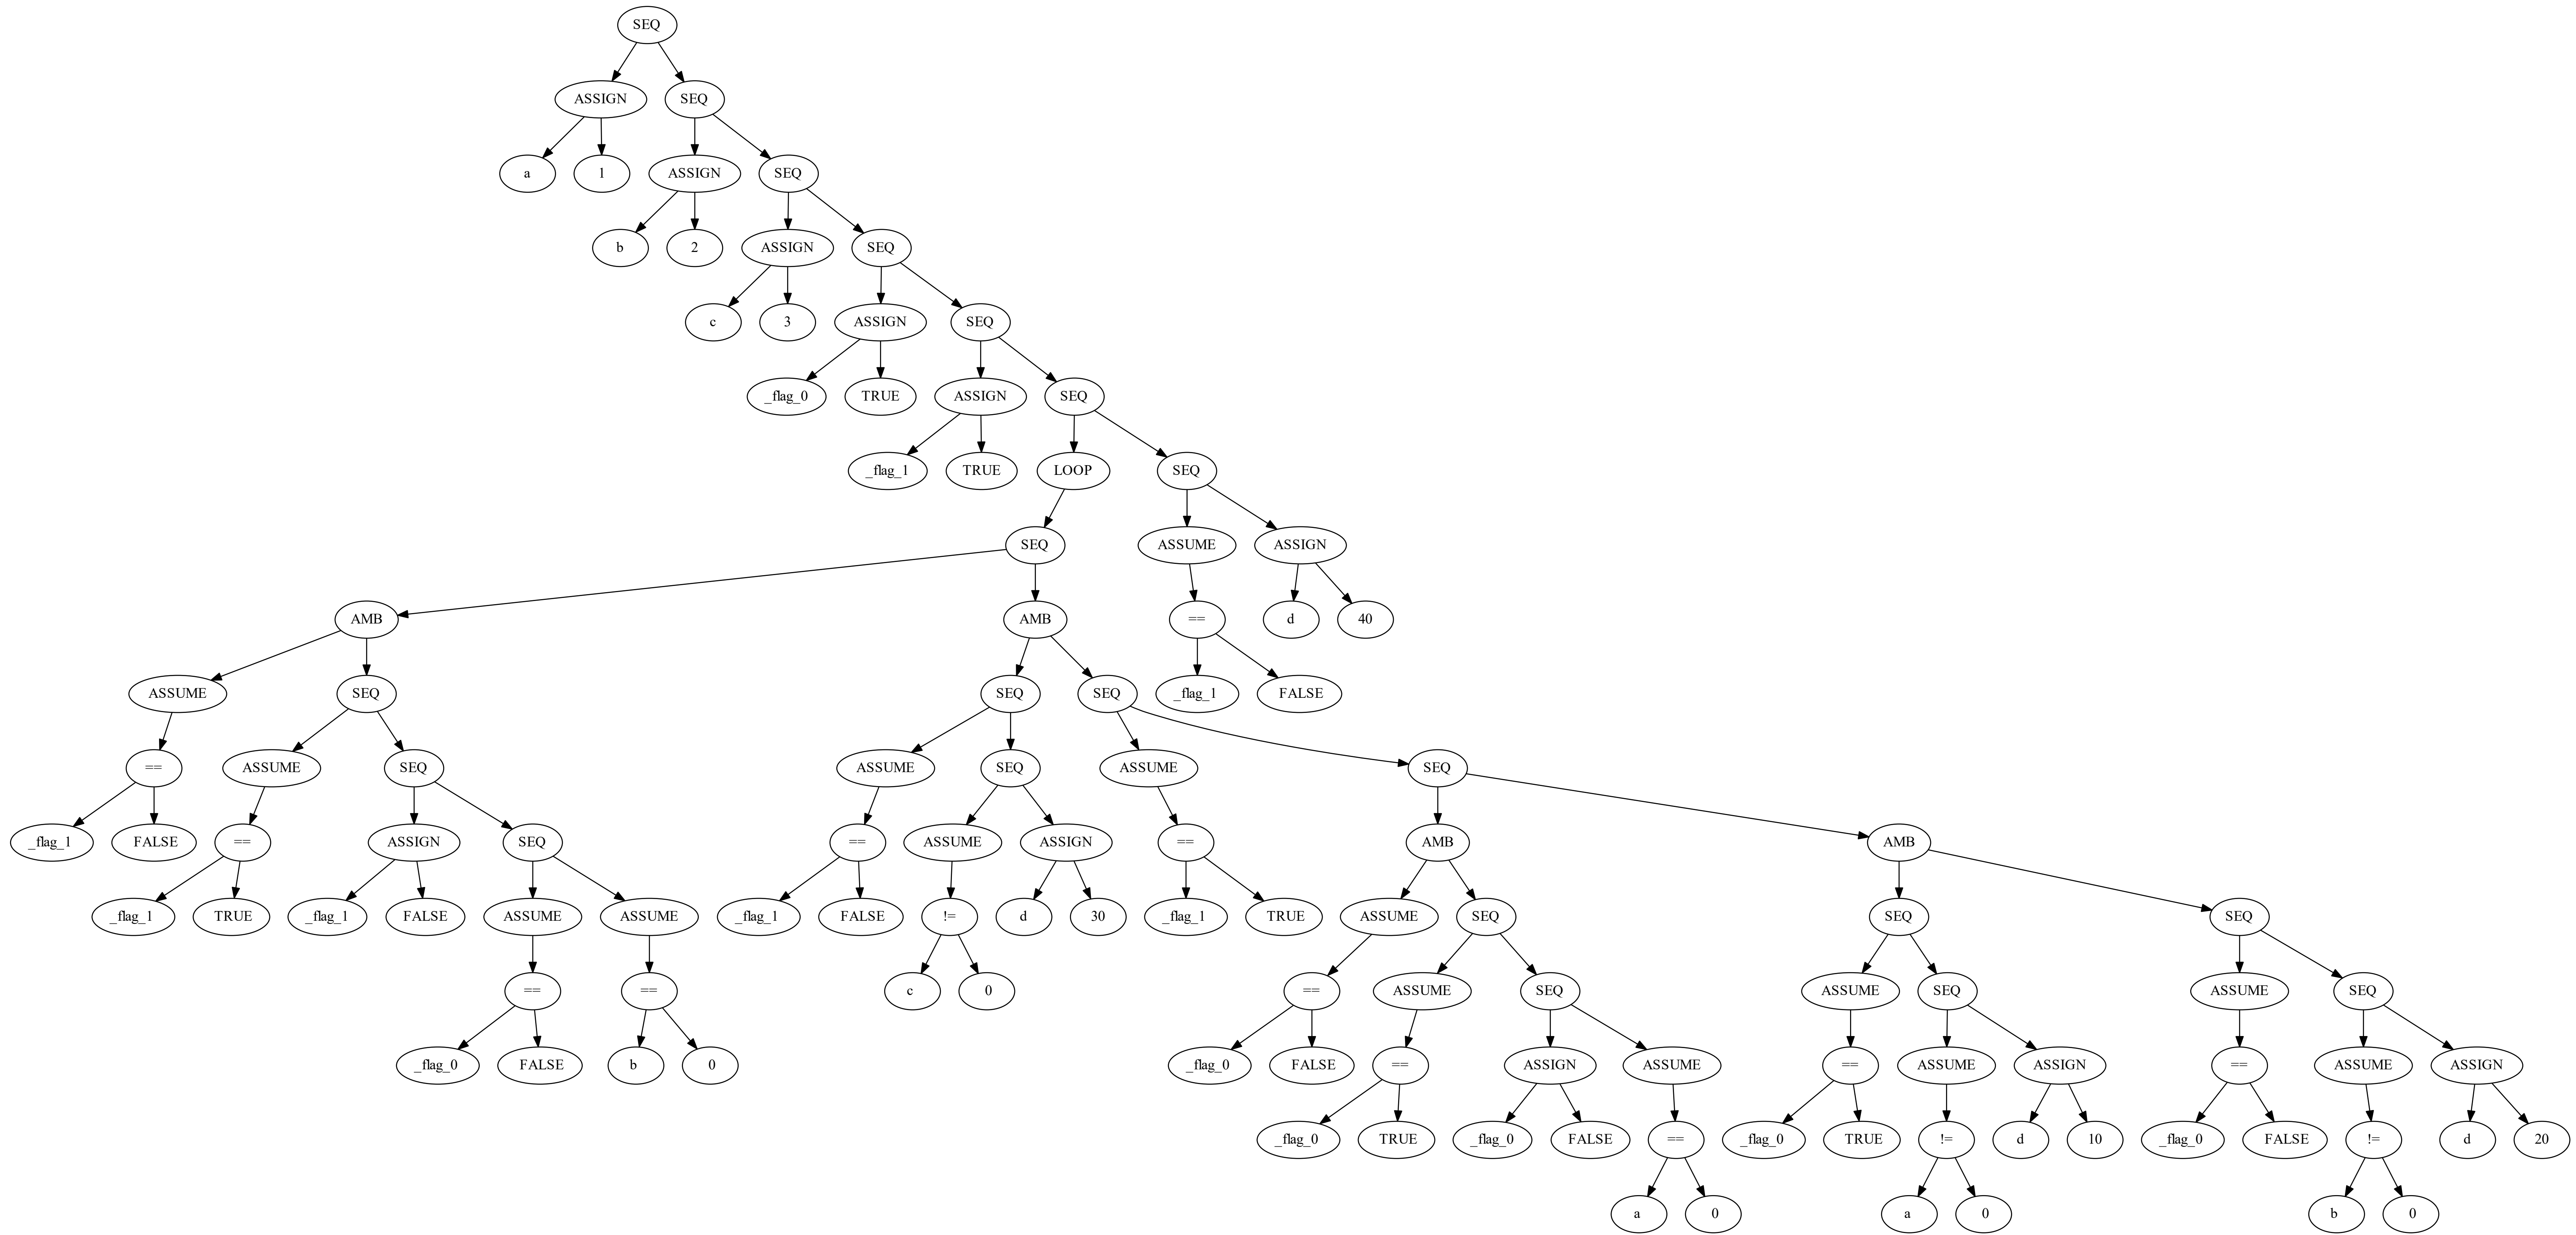 SEQ
ASSIGN SEQ
a 1 ASSIGN SEQ
b 2 ASSIGN SEQ
c 3 ASSIGN SEQ
_flag_0 TRUE ASSIGN SEQ
_flag_1 TRUE LOOP SEQ
SEQ ASSUME ASSIGN
AMB AMB == d 40
ASSUME SEQ SEQ SEQ _flag_1 FALSE
== ASSUME SEQ ASSUME SEQ ASSUME SEQ
_flag_1 FALSE == ASSIGN SEQ == ASSUME ASSIGN == AMB AMB
_flag_1 TRUE _flag_1 FALSE ASSUME ASSUME _flag_1 FALSE != d 30 _flag_1 TRUE ASSUME SEQ SEQ SEQ
== == c 0 == ASSUME SEQ ASSUME SEQ ASSUME SEQ
_flag_0 FALSE b 0 _flag_0 FALSE == ASSIGN ASSUME == ASSUME ASSIGN == ASSUME ASSIGN
_flag_0 TRUE _flag_0 FALSE == _flag_0 TRUE != d 10 _flag_0 FALSE != d 20
a 0 a 0 b 0